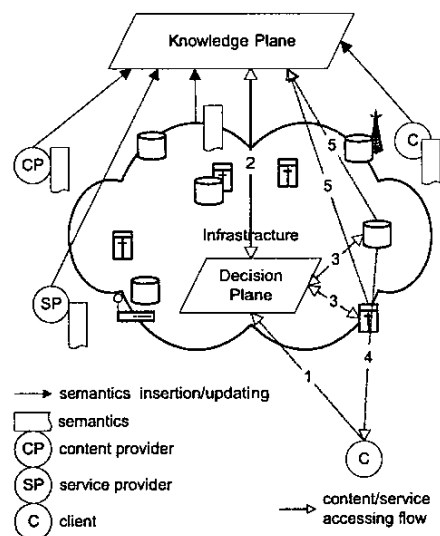 Knowledge Plane
CP
C
2
5
5
Infrastracture
3
Decision
Plane
3
SP
1
4
semantics insertion/updating
semantics
C
CP
content provider
SP
service provider
C
client
content/service
accessing flow